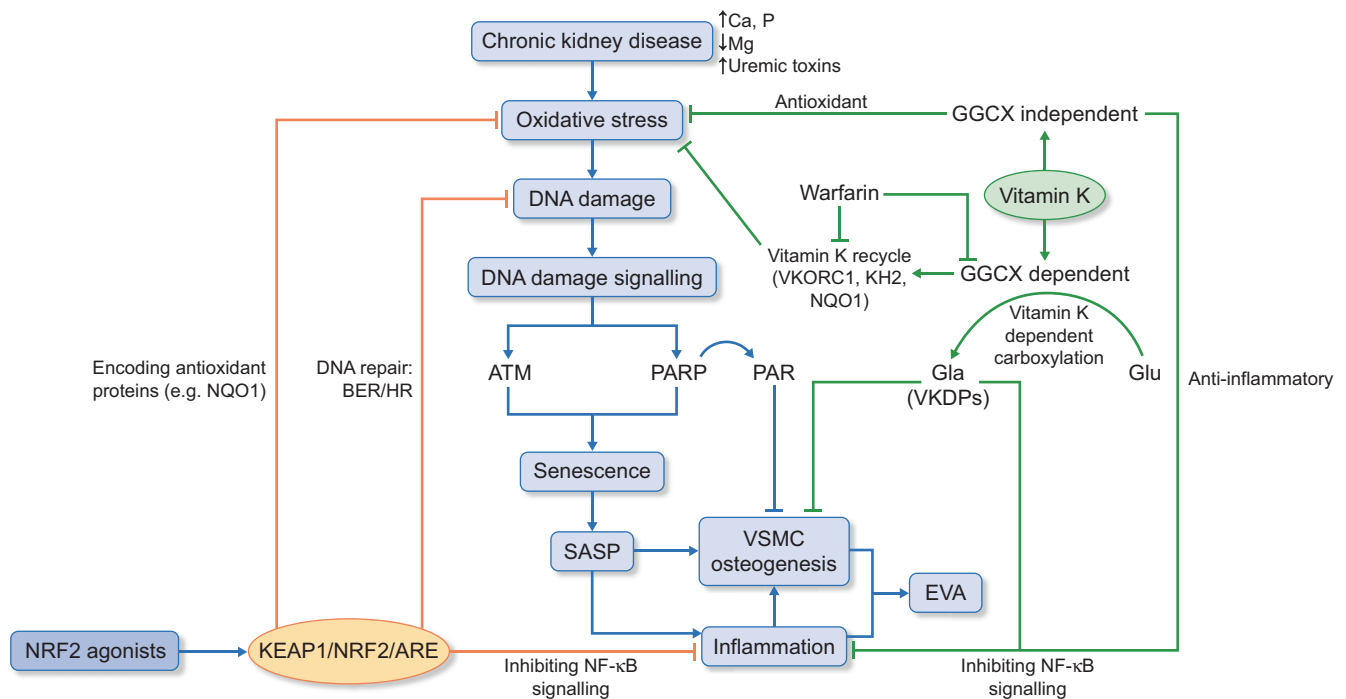 Chronic kidney disease
↑Ca, P
↓Mg
↑Uremic toxins
Oxidative stress
Antioxidant
GGCX independent
DNA damage
Warfarin
Vitamin K
DNA damage signalling
Vitamin K recycle
(VKORC1, KH2,
NQO1)
GGCX dependent
Vitamin K
dependent
carboxylation
Encoding antioxidant
proteins (e.g. NQO1)
DNA repair:
BER/HR
ATM
PARP
PAR
Gla
(VKDPs)
Glu
Anti-inflammatory
Senescence
SASP
VSMC
osteogenesis
EVA
NRF2 agonists
KEAP1/NRF2/ARE
Inflammation
Inhibiting NF-κB
signalling
Inhibiting NF-κB
signalling